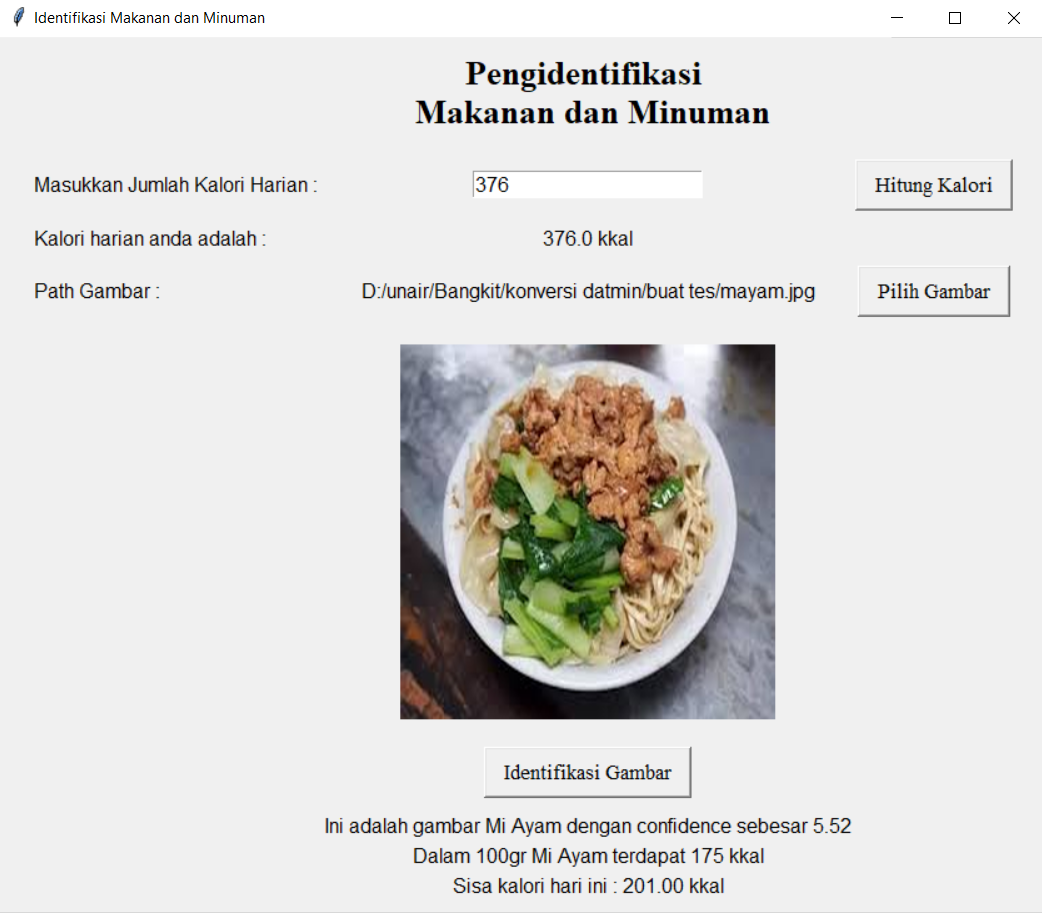 Identifikasi Makanan dan Minuman
Pengidentifikasi
Makanan dan Minuman
Masukkan Jumlah Kalori Harian : 376 Hitung Kalori
Kalori harian anda adalah : 376.0 kkal
Path Gambar : D:/unair/Bangkit/konversi datmin/buat tes/mayam.jpg Pilih Gambar
Identifikasi Gambar
Ini adalah gambar Mi Ayam dengan confidence sebesar 5.52
Dalam 100gr Mi Ayam terdapat 175 kkal
Sisa kalori hari ini : 201.00 kkal